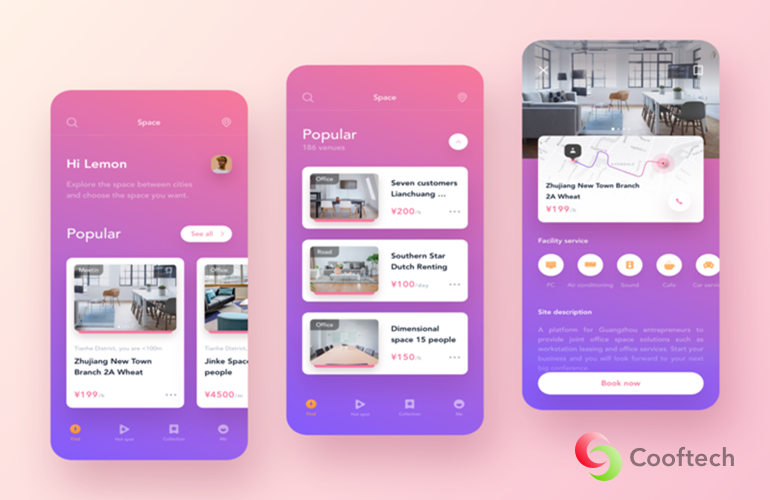 Space
Hi Lemon
Explore the space between cities
and choose the space you want.
Popular
See all
Tianhe District, you are <100m
Zhujiang New Town
Branch 2A Wheat
¥199/h
Office
Tianhe District
Jinke Space
people
¥4500
Find
Hot spot
Collection
Me
Space
Popular
186 venues
Office
Seven customers
Lianchuang ...
¥200/h
Road
Southern Star
Dutch Renting
¥100/day
Office
Dimensional
space 15 people
¥150/h
Find
Hot spot
Collection
Me
Zhujiang New Town Branch
2A Wheat
¥199/h
Facility service
PC
Air conditioning
Sound
Cafe
Car service
Site description
A platform for Guangzhou entrepreneurs to
provide joint office space solutions such as
workstation leasing and office services. Start your
business and you will look forward to your next
big conference.
Book now
Cooftech